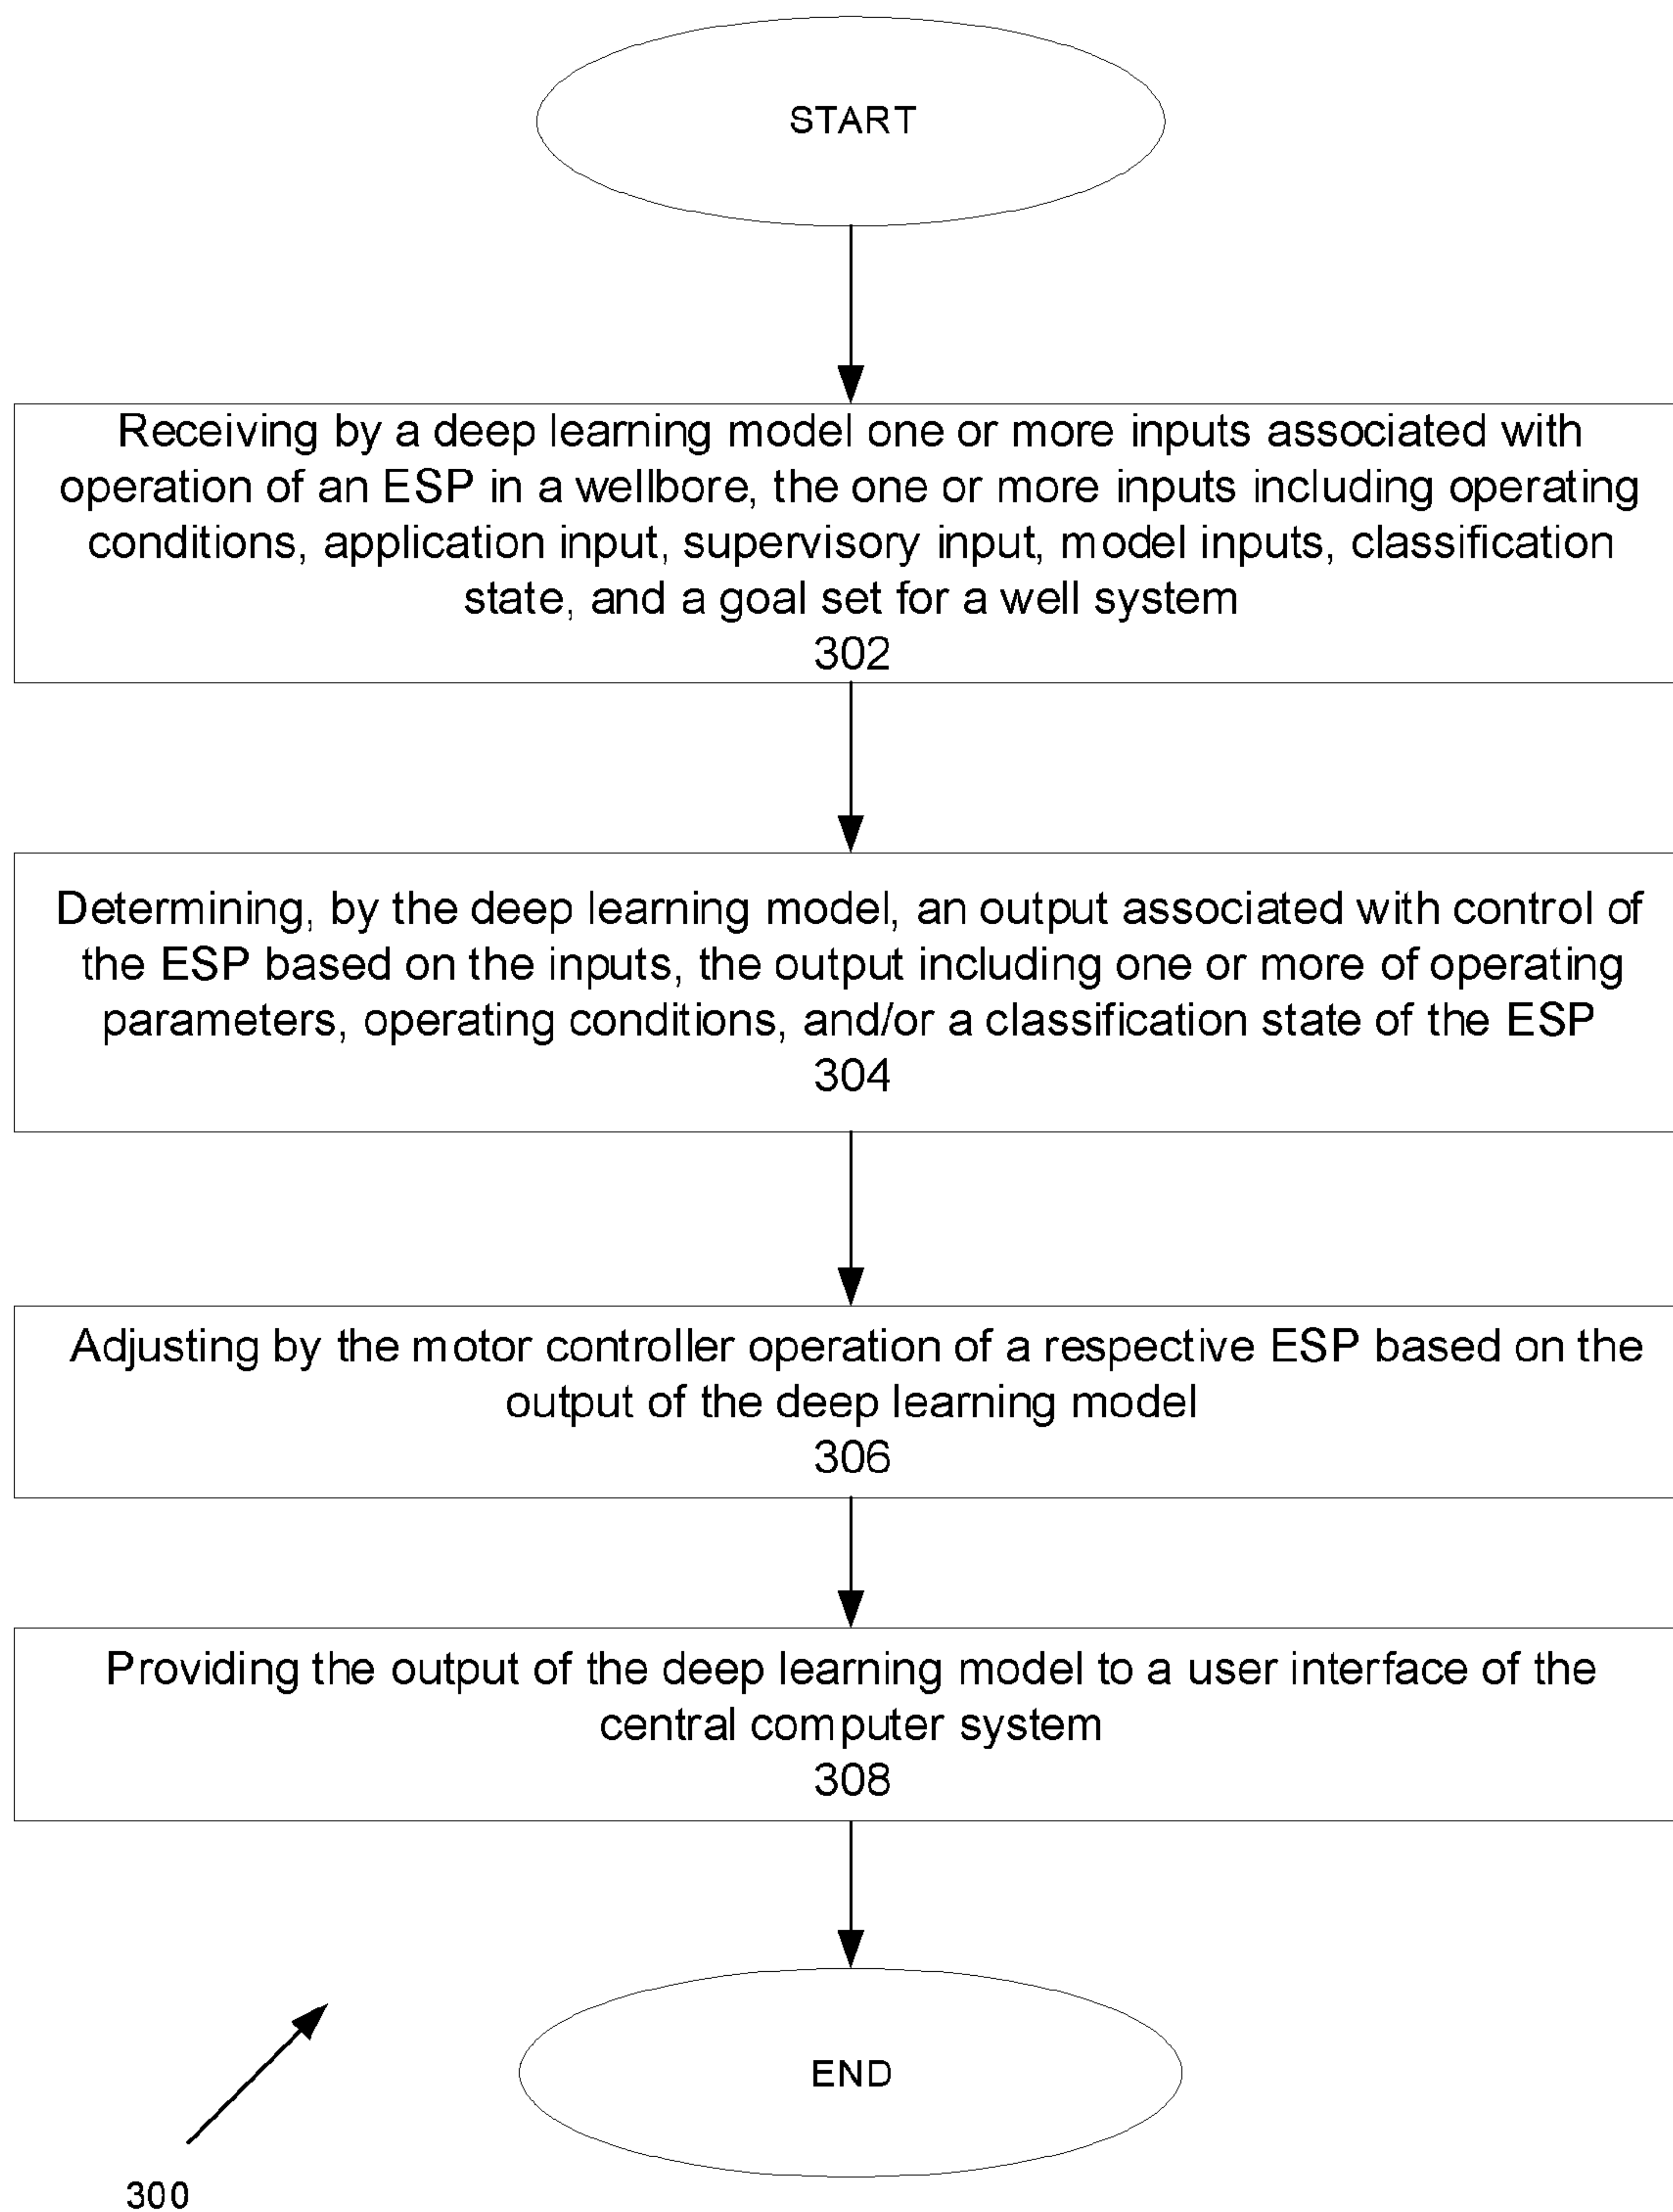 START
Receiving by a deep learning model one or more inputs associated with
operation of an ESP in a wellbore, the one or more inputs including operating
conditions, application input, supervisory input, model inputs, classification
state, and a goal set for a well system
302
Determining, by the deep learning model, an output associated with control of
the ESP based on the inputs, the output including one or more of operating
parameters, operating conditions, and/or a classification state of the ESP
304
Adjusting by the motor controller operation of a respective ESP based on the
output of the deep learning model
306
Providing the output of the deep learning model to a user interface of the
central computer system
308
END
300